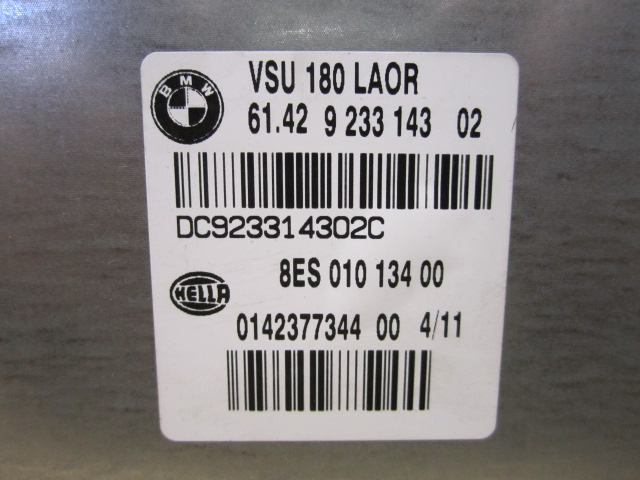 BMW
VSU 180 LAOR
61.42 9 233 143 02
DC923314302C
8ES 010 134 00
HELLA
0142377344 00 4/11